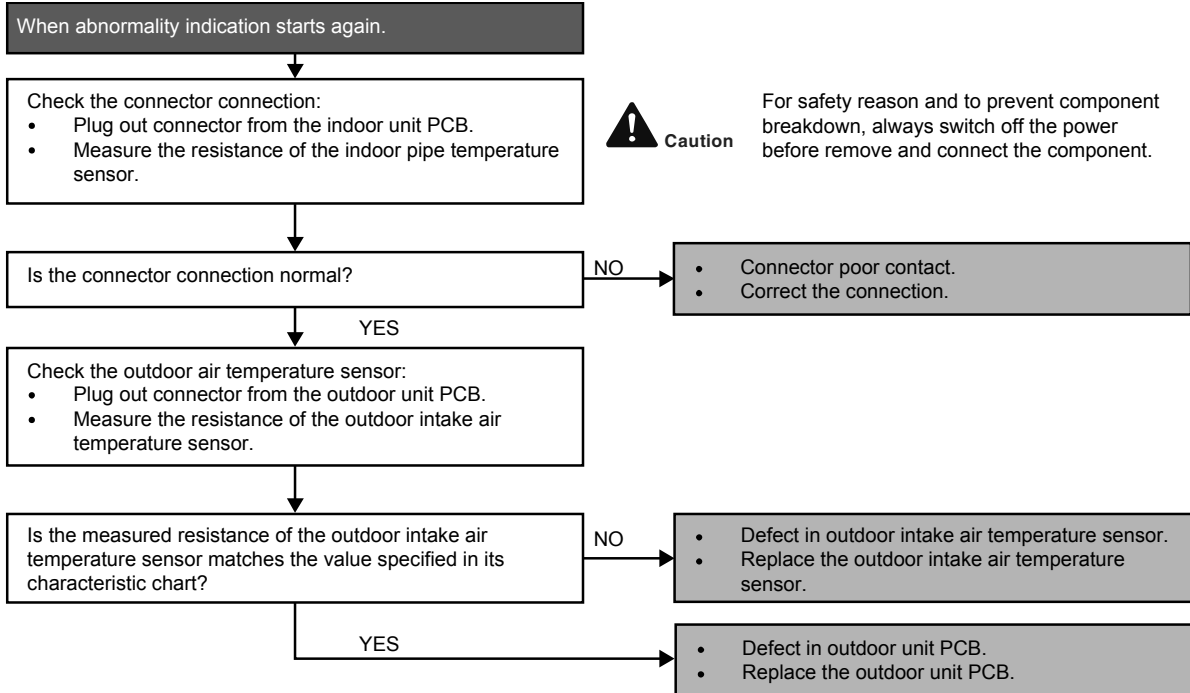 When abnormality indication starts again.
Check the connector connection:
• Plug out connector from the indoor unit PCB.
• Measure the resistance of the indoor pipe temperature
sensor.
Caution
For safety reason and to prevent component
breakdown, always switch off the power
before remove and connect the component.
Is the connector connection normal?
NO
• Connector poor contact.
• Correct the connection.
YES
Check the outdoor air temperature sensor:
• Plug out connector from the outdoor unit PCB.
• Measure the resistance of the outdoor intake air
temperature sensor.
Is the measured resistance of the outdoor intake air
temperature sensor matches the value specified in its
characteristic chart?
NO
• Defect in outdoor intake air temperature sensor.
• Replace the outdoor intake air temperature
sensor.
YES
• Defect in outdoor unit PCB.
• Replace the outdoor unit PCB.